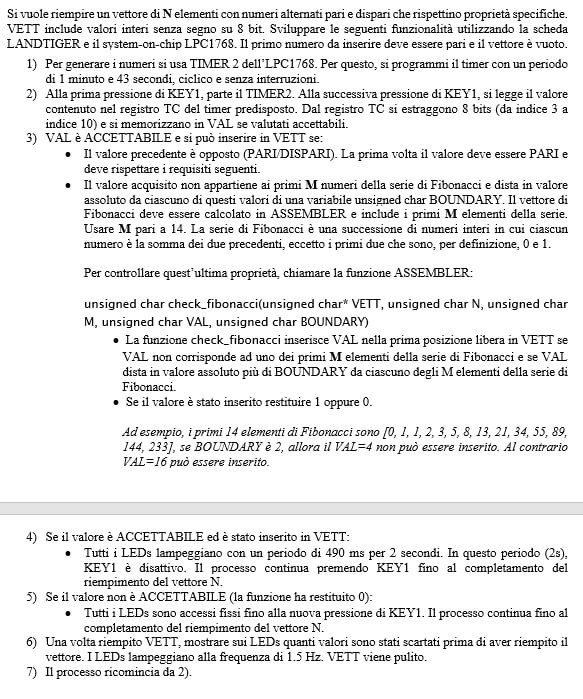 Si vuole riempire un vettore di N elementi con numeri alternati pari e dispari che rispettino proprietà specifiche.
VETT include valori interi senza segno su 8 bit. Sviluppare le seguenti funzionalità utilizzando la scheda
LANDTIGER e il system-on-chip LPC1768. Il primo numero da inserire deve essere pari e il vettore è vuoto.
1) Per generare i numeri si usa TIMER 2 dell'LPC1768. Per questo, si programmi il timer con un periodo
di 1 minuto e 43 secondi, ciclico e senza interruzioni.
2) Alla prima pressione di KEY1, parte il TIMER2. Alla successiva pressione di KEY1, si legge il valore
contenuto nel registro TC del timer predisposto. Dal registro TC si estraggono 8 bits (da indice 3 a
indice 10) e si memorizzano in VAL se valutati accettabili.
3) VAL è ACCETTABILE e si può inserire in VETT se:
• Il valore precedente è opposto (PARI/DISPARI). La prima volta il valore deve essere PARI e
deve rispettare i requisiti seguenti.
• Il valore acquisito non appartiene ai primi M numeri della serie di Fibonacci e dista in valore
assoluto da ciascuno di questi valori di una variabile unsigned char BOUNDARY. Il vettore di
Fibonacci deve essere calcolato in ASSEMBLER e include i primi M elementi della serie.
Usare M pari a 14. La serie di Fibonacci è una successione di numeri interi in cui ciascun
numero è la somma dei due precedenti, eccetto i primi due che sono, per definizione, 0 e 1.
Per controllare quest'ultima proprietà, chiamare la funzione ASSEMBLER:
unsigned char check_fibonacci(unsigned char* VETT, unsigned char N, unsigned char
M, unsigned char VAL, unsigned char BOUNDARY)
• La funzione check_fibonacci inserisce VAL nella prima posizione libera in VETT se
VAL non corrisponde ad uno dei primi M elementi della serie di Fibonacci e se VAL
dista in valore assoluto più di BOUNDARY da ciascuno degli M elementi della serie di
Fibonacci.
• Se il valore è stato inserito restituire 1 oppure 0.
Ad esempio, i primi 14 elementi di Fibonacci sono [0, 1, 1, 2, 3, 5, 8, 13, 21, 34, 55, 89,
144, 233], se BOUNDARY è 2, allora il VAL=4 non può essere inserito. Al contrario
VAL=16 può essere inserito.
4) Se il valore è ACCETTABILE ed è stato inserito in VETT:
• Tutti i LEDs lampeggiano con un periodo di 490 ms per 2 secondi. In questo periodo (2s),
KEY1 è disattivo. Il processo continua premendo KEY1 fino al completamento del
riempimento del vettore N.
5) Se il valore non è ACCETTABILE (la funzione ha restituito 0):
• Tutti i LEDs sono accessi fissi fino alla nuova pressione di KEY1. Il processo continua fino al
completamento del riempimento del vettore N.
6) Una volta riempito VETT, mostrare sui LEDs quanti valori sono stati scartati prima di aver riempito il
vettore. I LEDs lampeggiano alla frequenza di 1.5 Hz. VETT viene pulito.
7) Il processo ricomincia da 2).